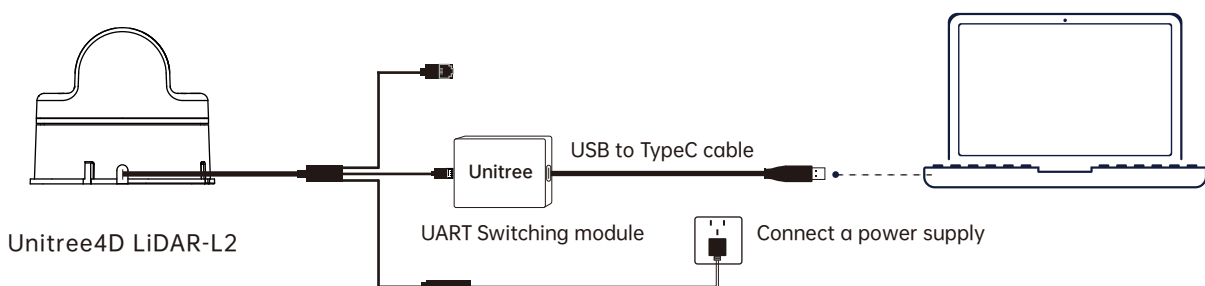 USB to TypeC cable
Unitree
Unitree4D LiDAR-L2
UART Switching module
Connect a power supply